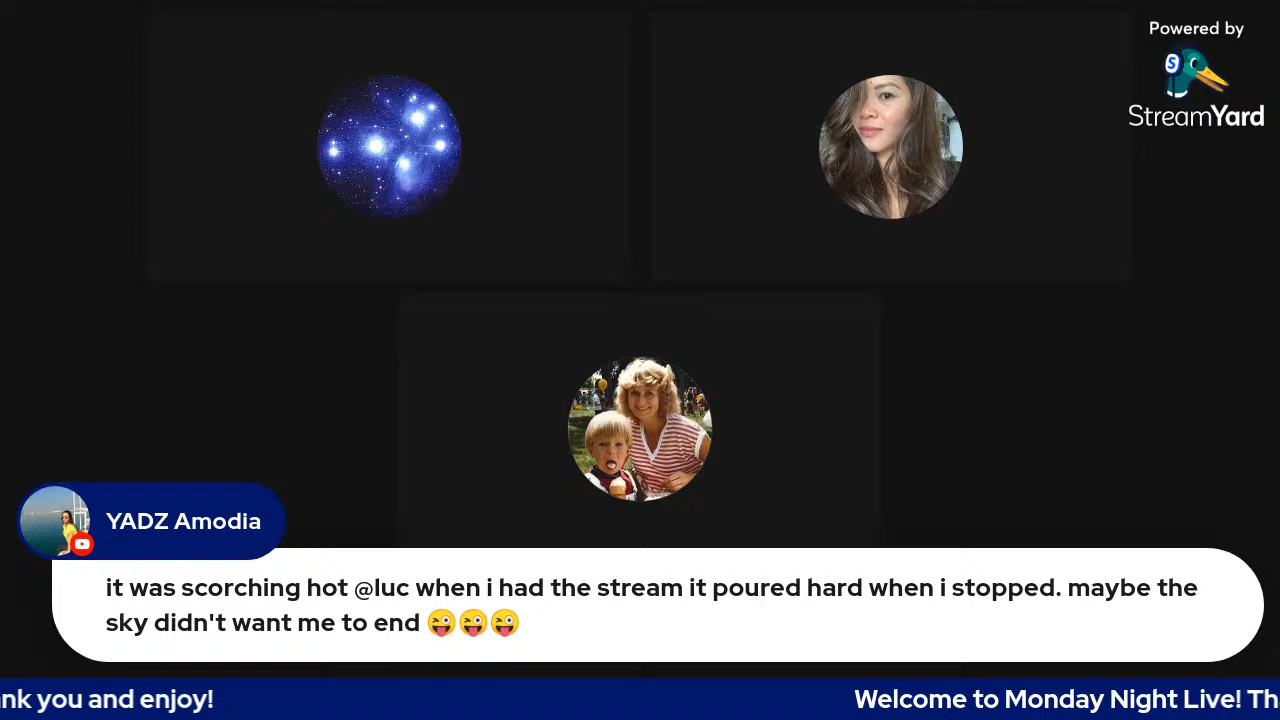 Powered by
S
StreamYard
YADZ Amodia
it was scorching hot @luc when i had the stream it poured hard when i stopped. maybe the
sky didn't want me to end 😜😜😜
nk you and enjoy!
Welcome to Monday Night Live! Th